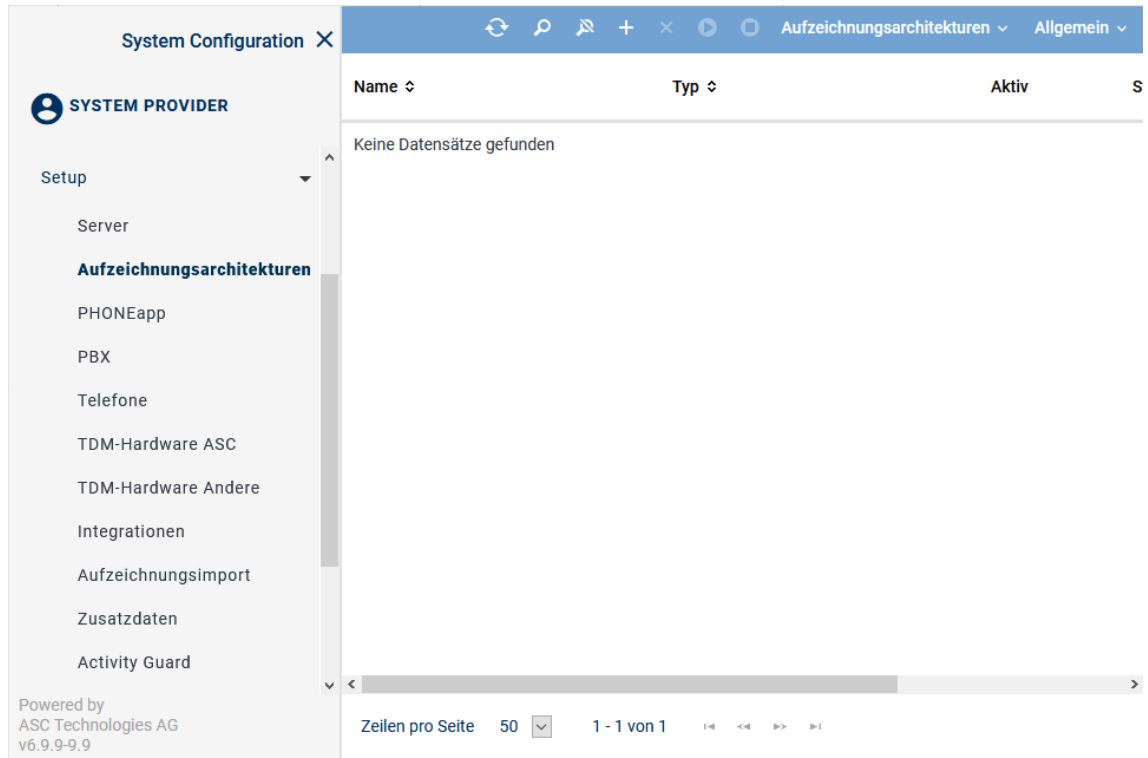 System Configuration
SYSTEM PROVIDER
Setup
Server
Aufzeichnungsarchitekturen
PHONEapp
PBX
Telefone
TDM-Hardware ASC
TDM-Hardware Andere
Integrationen
Aufzeichnungsimport
Zusatzdaten
Activity Guard
Powered by
ASC Technologies AG
v6.9.9-9.9
Aufzeichnungsarchitekturen Allgemein
Name Typ Aktiv S
Keine Datensätze gefunden
Zeilen pro Seite 50 1 - 1 von 1